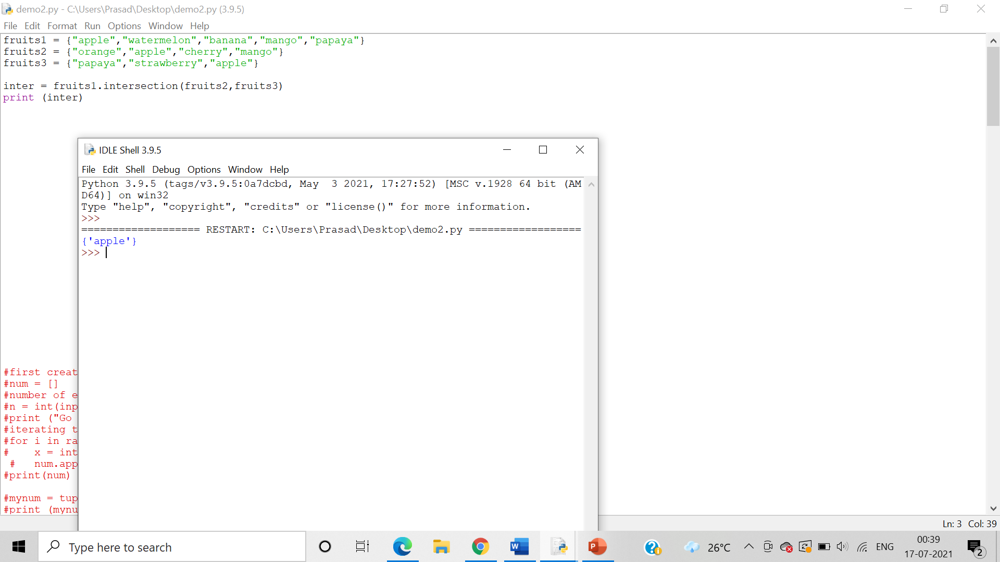 demo2.py - C:\Users\Prasad\Desktop\demo2.py (3.9.5)
File Edit Format Run Options Window Help
fruits1 = {"apple","watermelon","banana","mango","papaya"}
fruits2 = {"orange","apple","cherry","mango"}
fruits3 = {"papaya","strawberry","apple"}
inter = fruits1.intersection(fruits2,fruits3)
print (inter)
IDLE Shell 3.9.5
File Edit Shell Debug Options Window Help
Python 3.9.5 (tags/v3.9.5:0a7dcbd, May  3 2021, 17:27:52) [MSC v.1928 64 bit (AM
D64)] on win32
Type "help", "copyright", "credits" or "license()" for more information.
>>>
=================== RESTART: C:\Users\Prasad\Desktop\demo2.py ==================
{'apple'}
>>>
#first creat
#num = []
#number of e
#n = int(inp
#print ("Go
#iterating t
#for i in ra
#    x = int
 #   num.app
#print(num)
#mynum = tup
#print (mynu
Ln: 3 Col: 39
Type here to search
26°C
ENG
00:39
17-07-2021
2